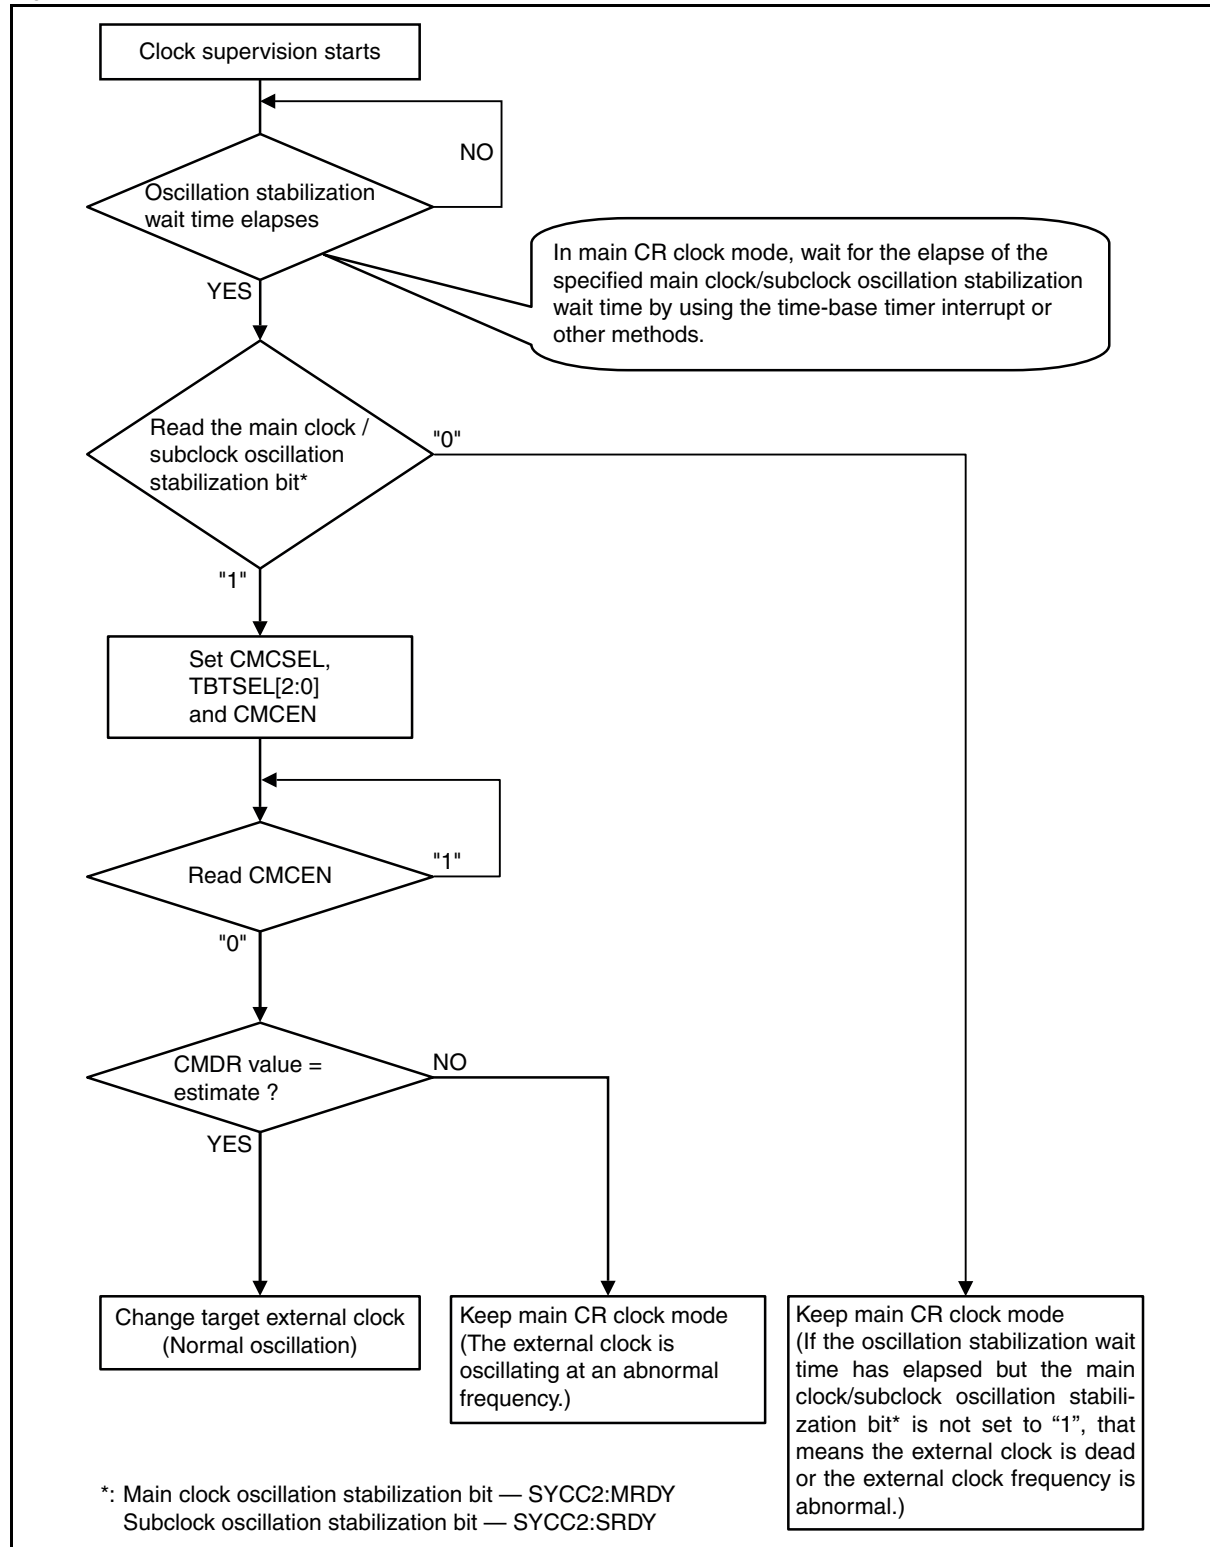 Clock supervision starts
NO
Oscillation stabilization
wait time elapses
In main CR clock mode, wait for the elapse of the
specified main clock/subclock oscillation stabilization
wait time by using the time-base timer interrupt or
other methods.
YES
Read the main clock /
subclock oscillation
stabilization bit*
"0"
"1"
Set CMCSEL,
TBTSEL[2:0]
and CMCEN
Read CMCEN
"1"
"0"
CMDR value =
estimate ?
NO
YES
Change target external clock
(Normal oscillation)
Keep main CR clock mode
(The external clock is
oscillating at an abnormal
frequency.)
Keep main CR clock mode
(If the oscillation stabilization wait
time has elapsed but the main
clock/subclock oscillation stabili-
zation bit* is not set to “1”, that
means the external clock is dead
or the external clock frequency is
abnormal.)
*: Main clock oscillation stabilization bit — SYCC2:MRDY
Subclock oscillation stabilization bit — SYCC2:SRDY